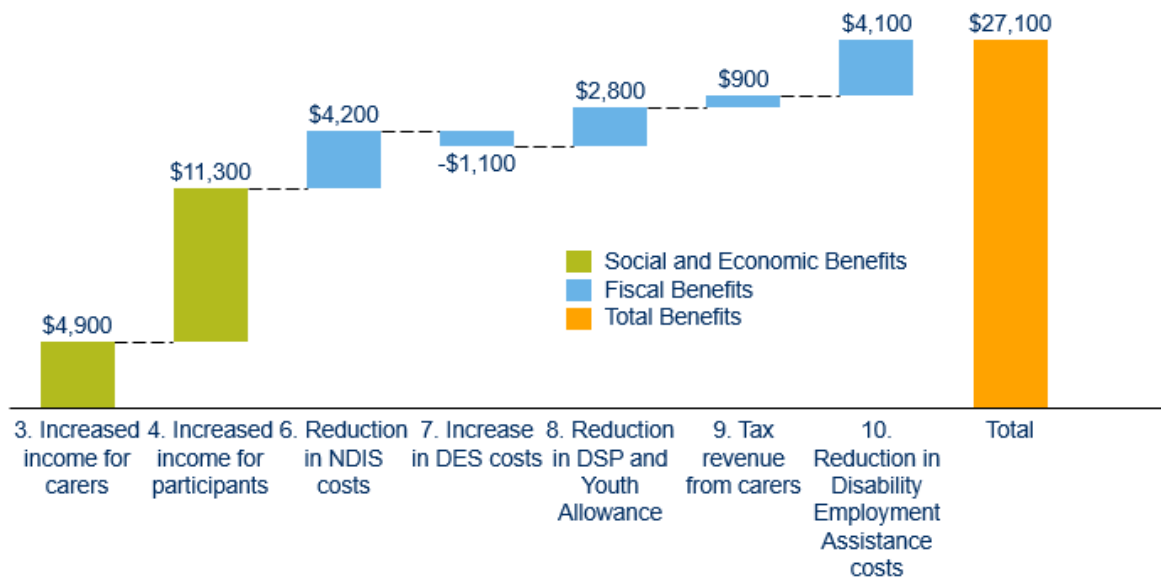 $4,900
$11,300
$4,200
-$1,100
$2,800
$900
$4,100
$27,100
Social and Economic Benefits
Fiscal Benefits
Total Benefits
3. Increased
income for
carers
4. Increased
income for
participants
6. Reduction
in NDIS
costs
7. Increase
in DES costs
8. Reduction
in DSP and
Youth
Allowance
9. Tax
revenue
from carers
10.
Reduction in
Disability
Employment
Assistance
costs
Total